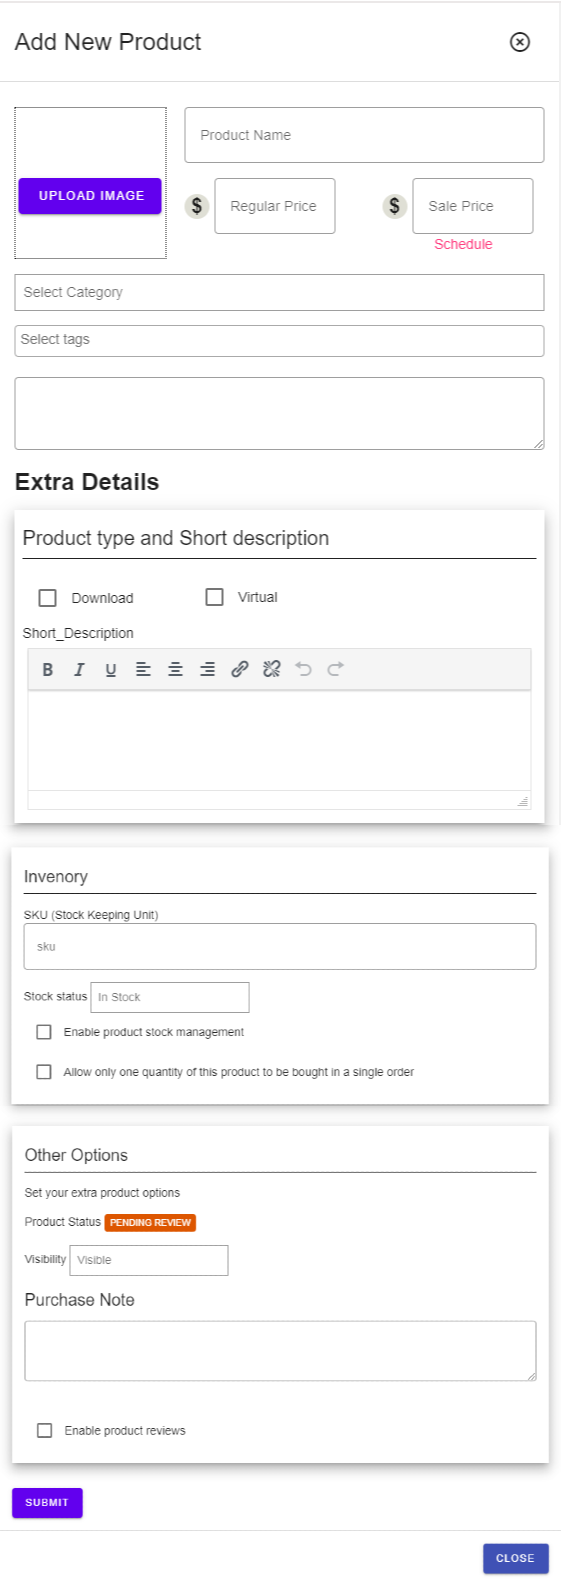 Add New Product
UPLOAD IMAGE
Product Name
$ Regular Price
$ Sale Price
Schedule
Select Category
Select tags
Extra Details
Product type and Short description
Download
Virtual
Short_Description
B I U
Invenory
SKU (Stock Keeping Unit)
sku
Stock status In Stock
Enable product stock management
Allow only one quantity of this product to be bought in a single order
Other Options
Set your extra product options
Product Status PENDING REVIEW
Visibility Visible
Purchase Note
Enable product reviews
SUBMIT
CLOSE